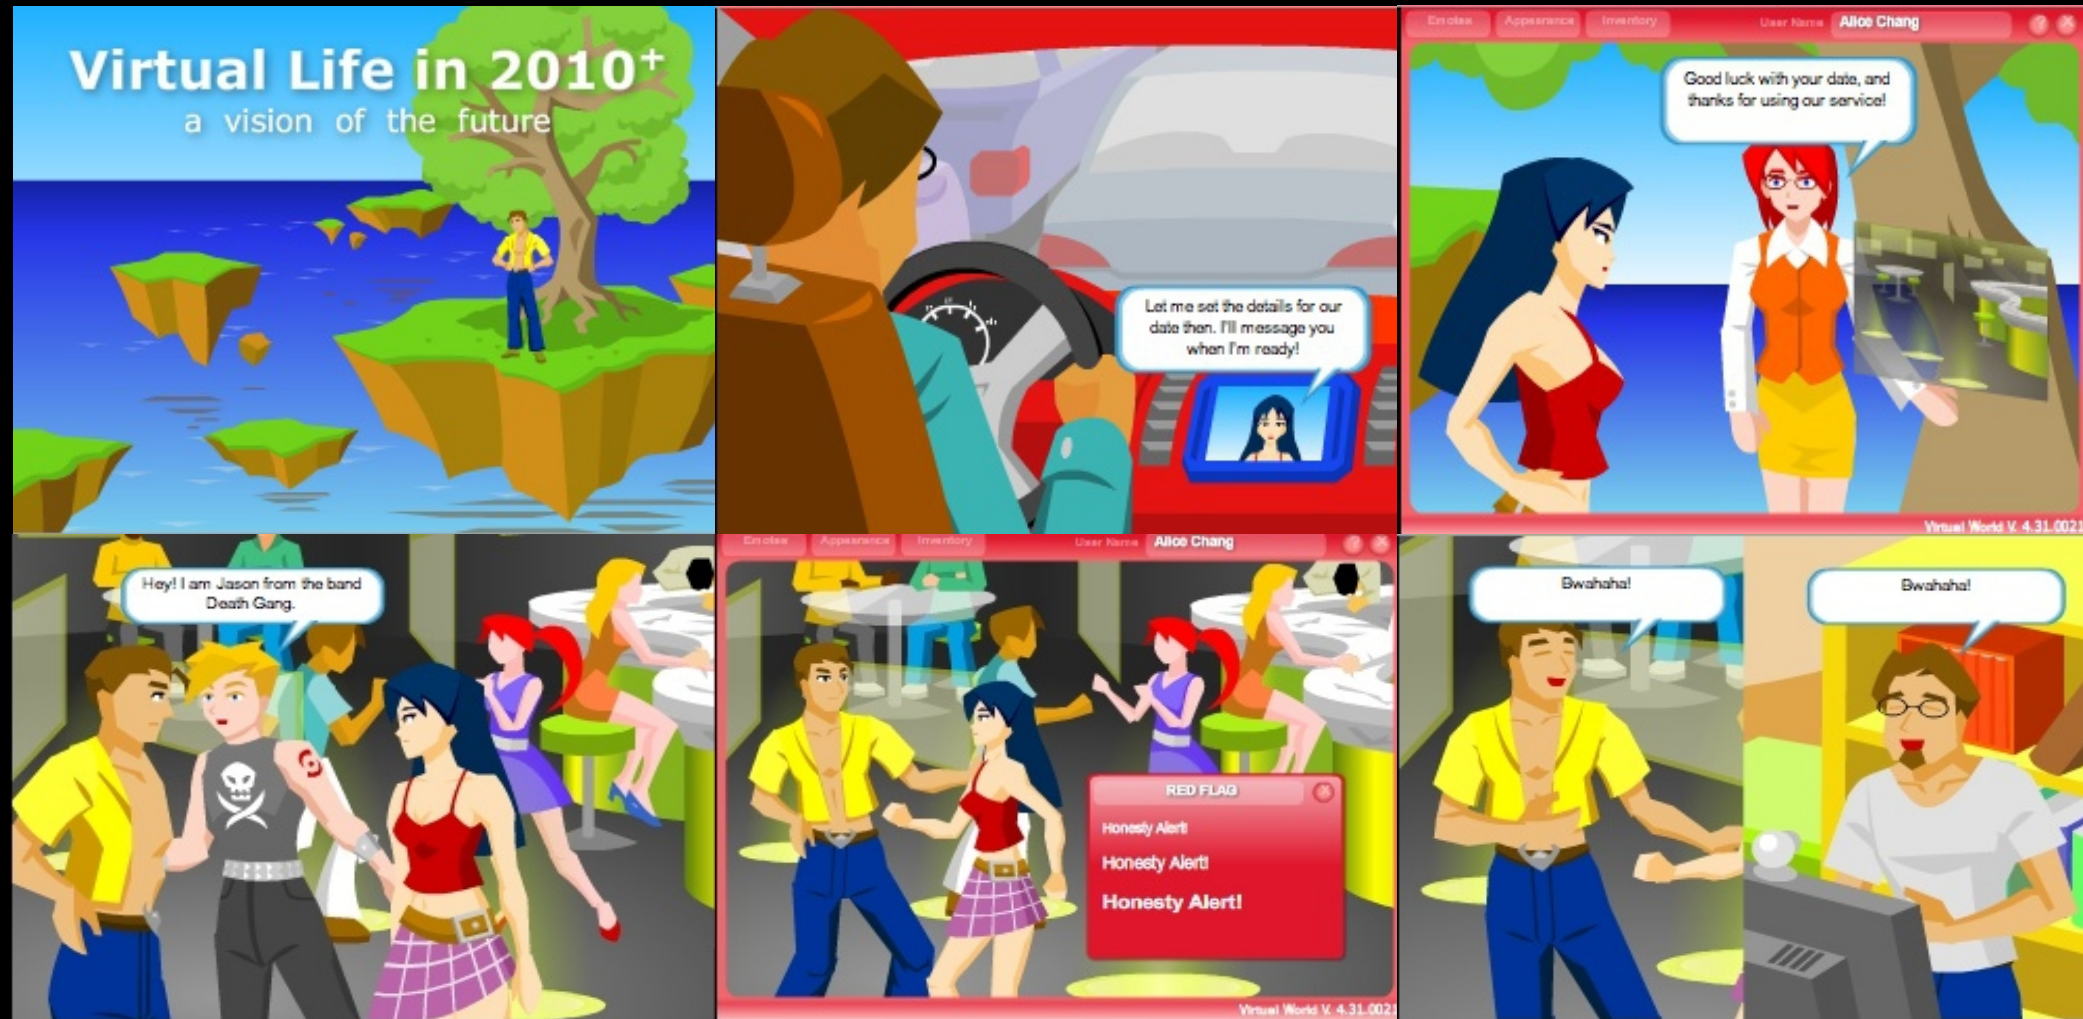 Virtual Life in 2010+
a vision of the future
Let me set the details for our
date then. I'll message you
when I'm ready!
Emotes Appearance Inventory User Name Alice Chang ? X
Good luck with your date, and
thanks for using our service!
Virtual World V. 4.31.0021
Hey! I am Jason from the band
Death Gang.
Emotes Appearance Inventory User Name Alice Chang ? X
RED FLAG X
Honesty Alert!
Honesty Alert!
Honesty Alert!
Virtual World V. 4.31.0021
Bwahaha!
Bwahaha!